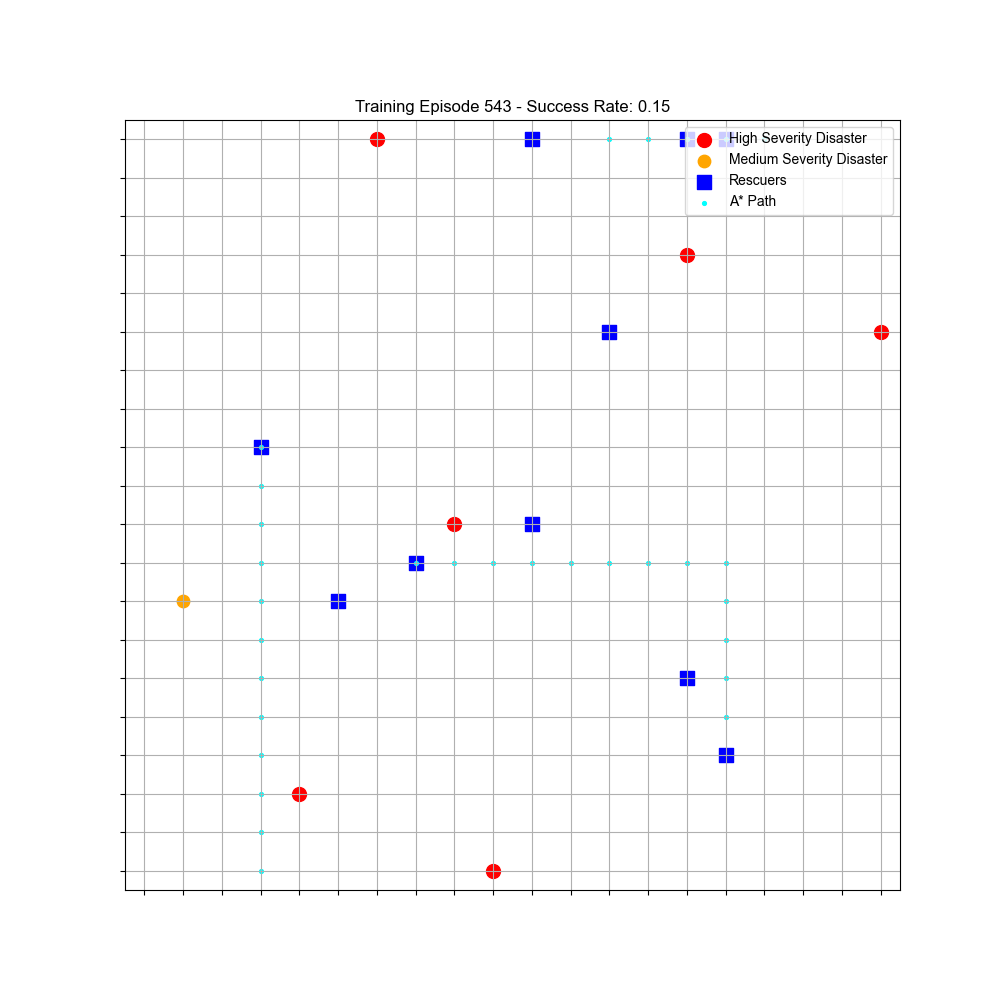 Training Episode 543 - Success Rate: 0.15
High Severity Disaster
Medium Severity Disaster
Rescuers
A* Path